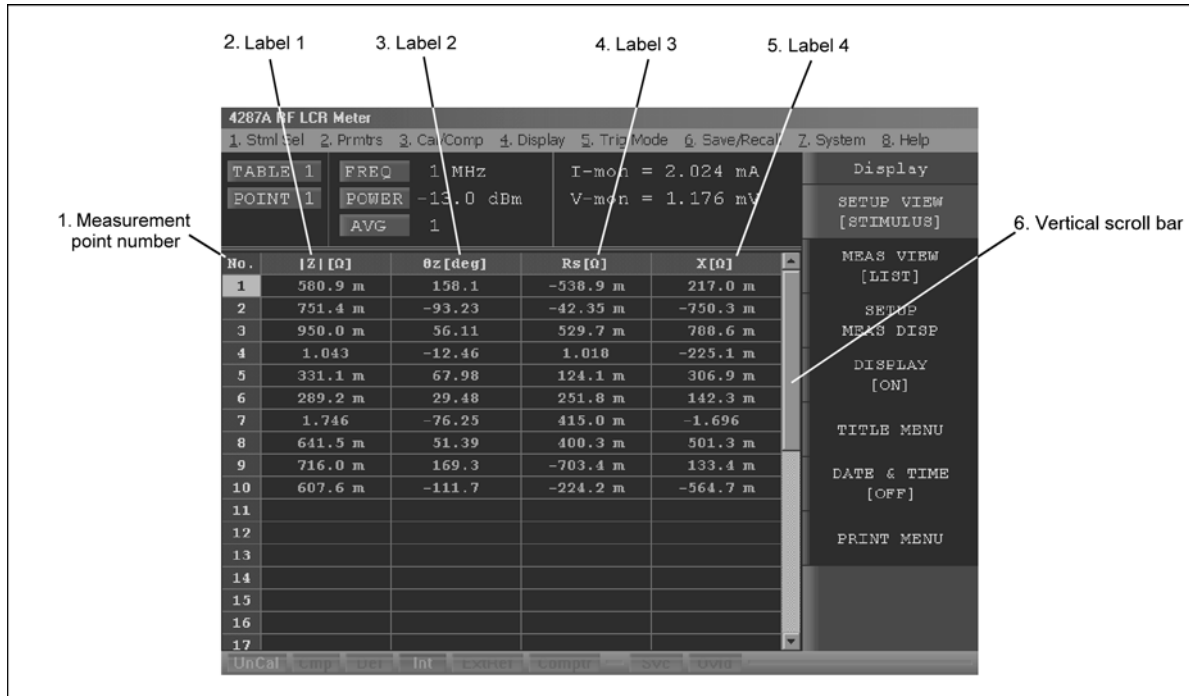 2. Label 1
3. Label 2
4. Label 3
5. Label 4
1. Measurement
point number
6. Vertical scroll bar
4287A RF LCR Meter
1. Stml Sel 2. Prmtrs 3. Cal/Comp 4. Display 5. Trig Mode 6. Save/Recall 7. System 8. Help
TABLE 1 FREQ 1 MHz I-mon = 2.024 mA
POINT 1 POWER -13.0 dBm V-mon = 1.176 mV
AVG 1
No. |Z|[Ω] θz[deg] Rs[Ω] X[Ω]
1 580.9 m 158.1 -538.9 m 217.0 m
2 751.4 m -93.23 -42.35 m -750.3 m
3 950.0 m 56.11 529.7 m 788.6 m
4 1.043 -12.46 1.018 -225.1 m
5 331.1 m 67.98 124.1 m 306.9 m
6 289.2 m 29.48 251.8 m 142.3 m
7 1.746 -76.25 415.0 m -1.696
8 641.5 m 51.39 400.3 m 501.3 m
9 716.0 m 169.3 -703.4 m 133.4 m
10 607.6 m -111.7 -224.2 m -564.7 m
11
12
13
14
15
16
17
Display
SETUP VIEW
[STIMULUS]
MEAS VIEW
[LIST]
SETUP
MEAS DISP
DISPLAY
[ON]
TITLE MENU
DATE & TIME
[OFF]
PRINT MENU
UnCal Cmp Del Int ExtRef Comptr Svc Ovld